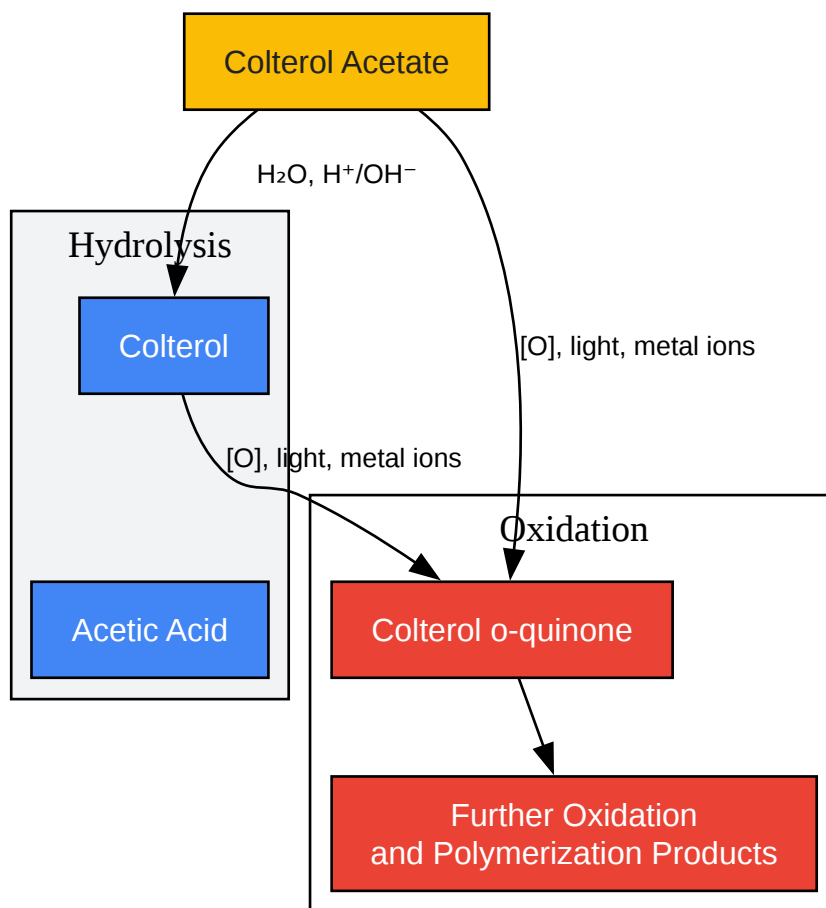 Colterol Acetate
H₂O, H⁺/OH⁻
Hydrolysis
Colterol
[O], light, metal ions
[O], light, metal ions
Oxidation
Acetic Acid
Colterol o-quinone
Further Oxidation
and Polymerization Products